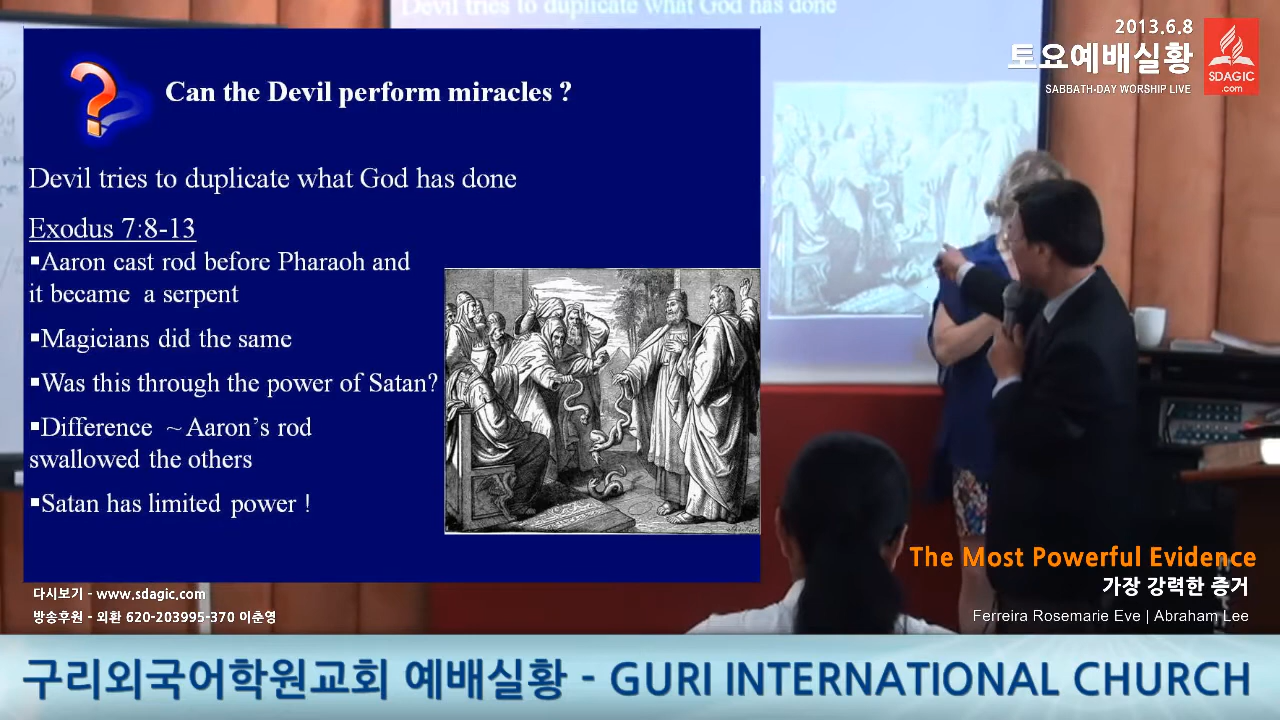 Devil tries to duplicate what God has done
2013.6.8
토요예배실황
SABBATH-DAY WORSHIP LIVE
SDAGIC
.com
Can the Devil perform miracles ?
Devil tries to duplicate what God has done
Exodus 7:8-13
▪Aaron cast rod before Pharaoh and
it became a serpent
▪Magicians did the same
▪Was this through the power of Satan?
▪Difference ~ Aaron's rod
swallowed the others
▪Satan has limited power !
The Most Powerful Evidence
가장 강력한 증거
Ferreira Rosemarie Eve | Abraham Lee
다시보기 - www.sdagic.com
방송후원 - 외환 620-203995-370 이춘영
구리외국어학원교회 예배실황 - GURI INTERNATIONAL CHURCH